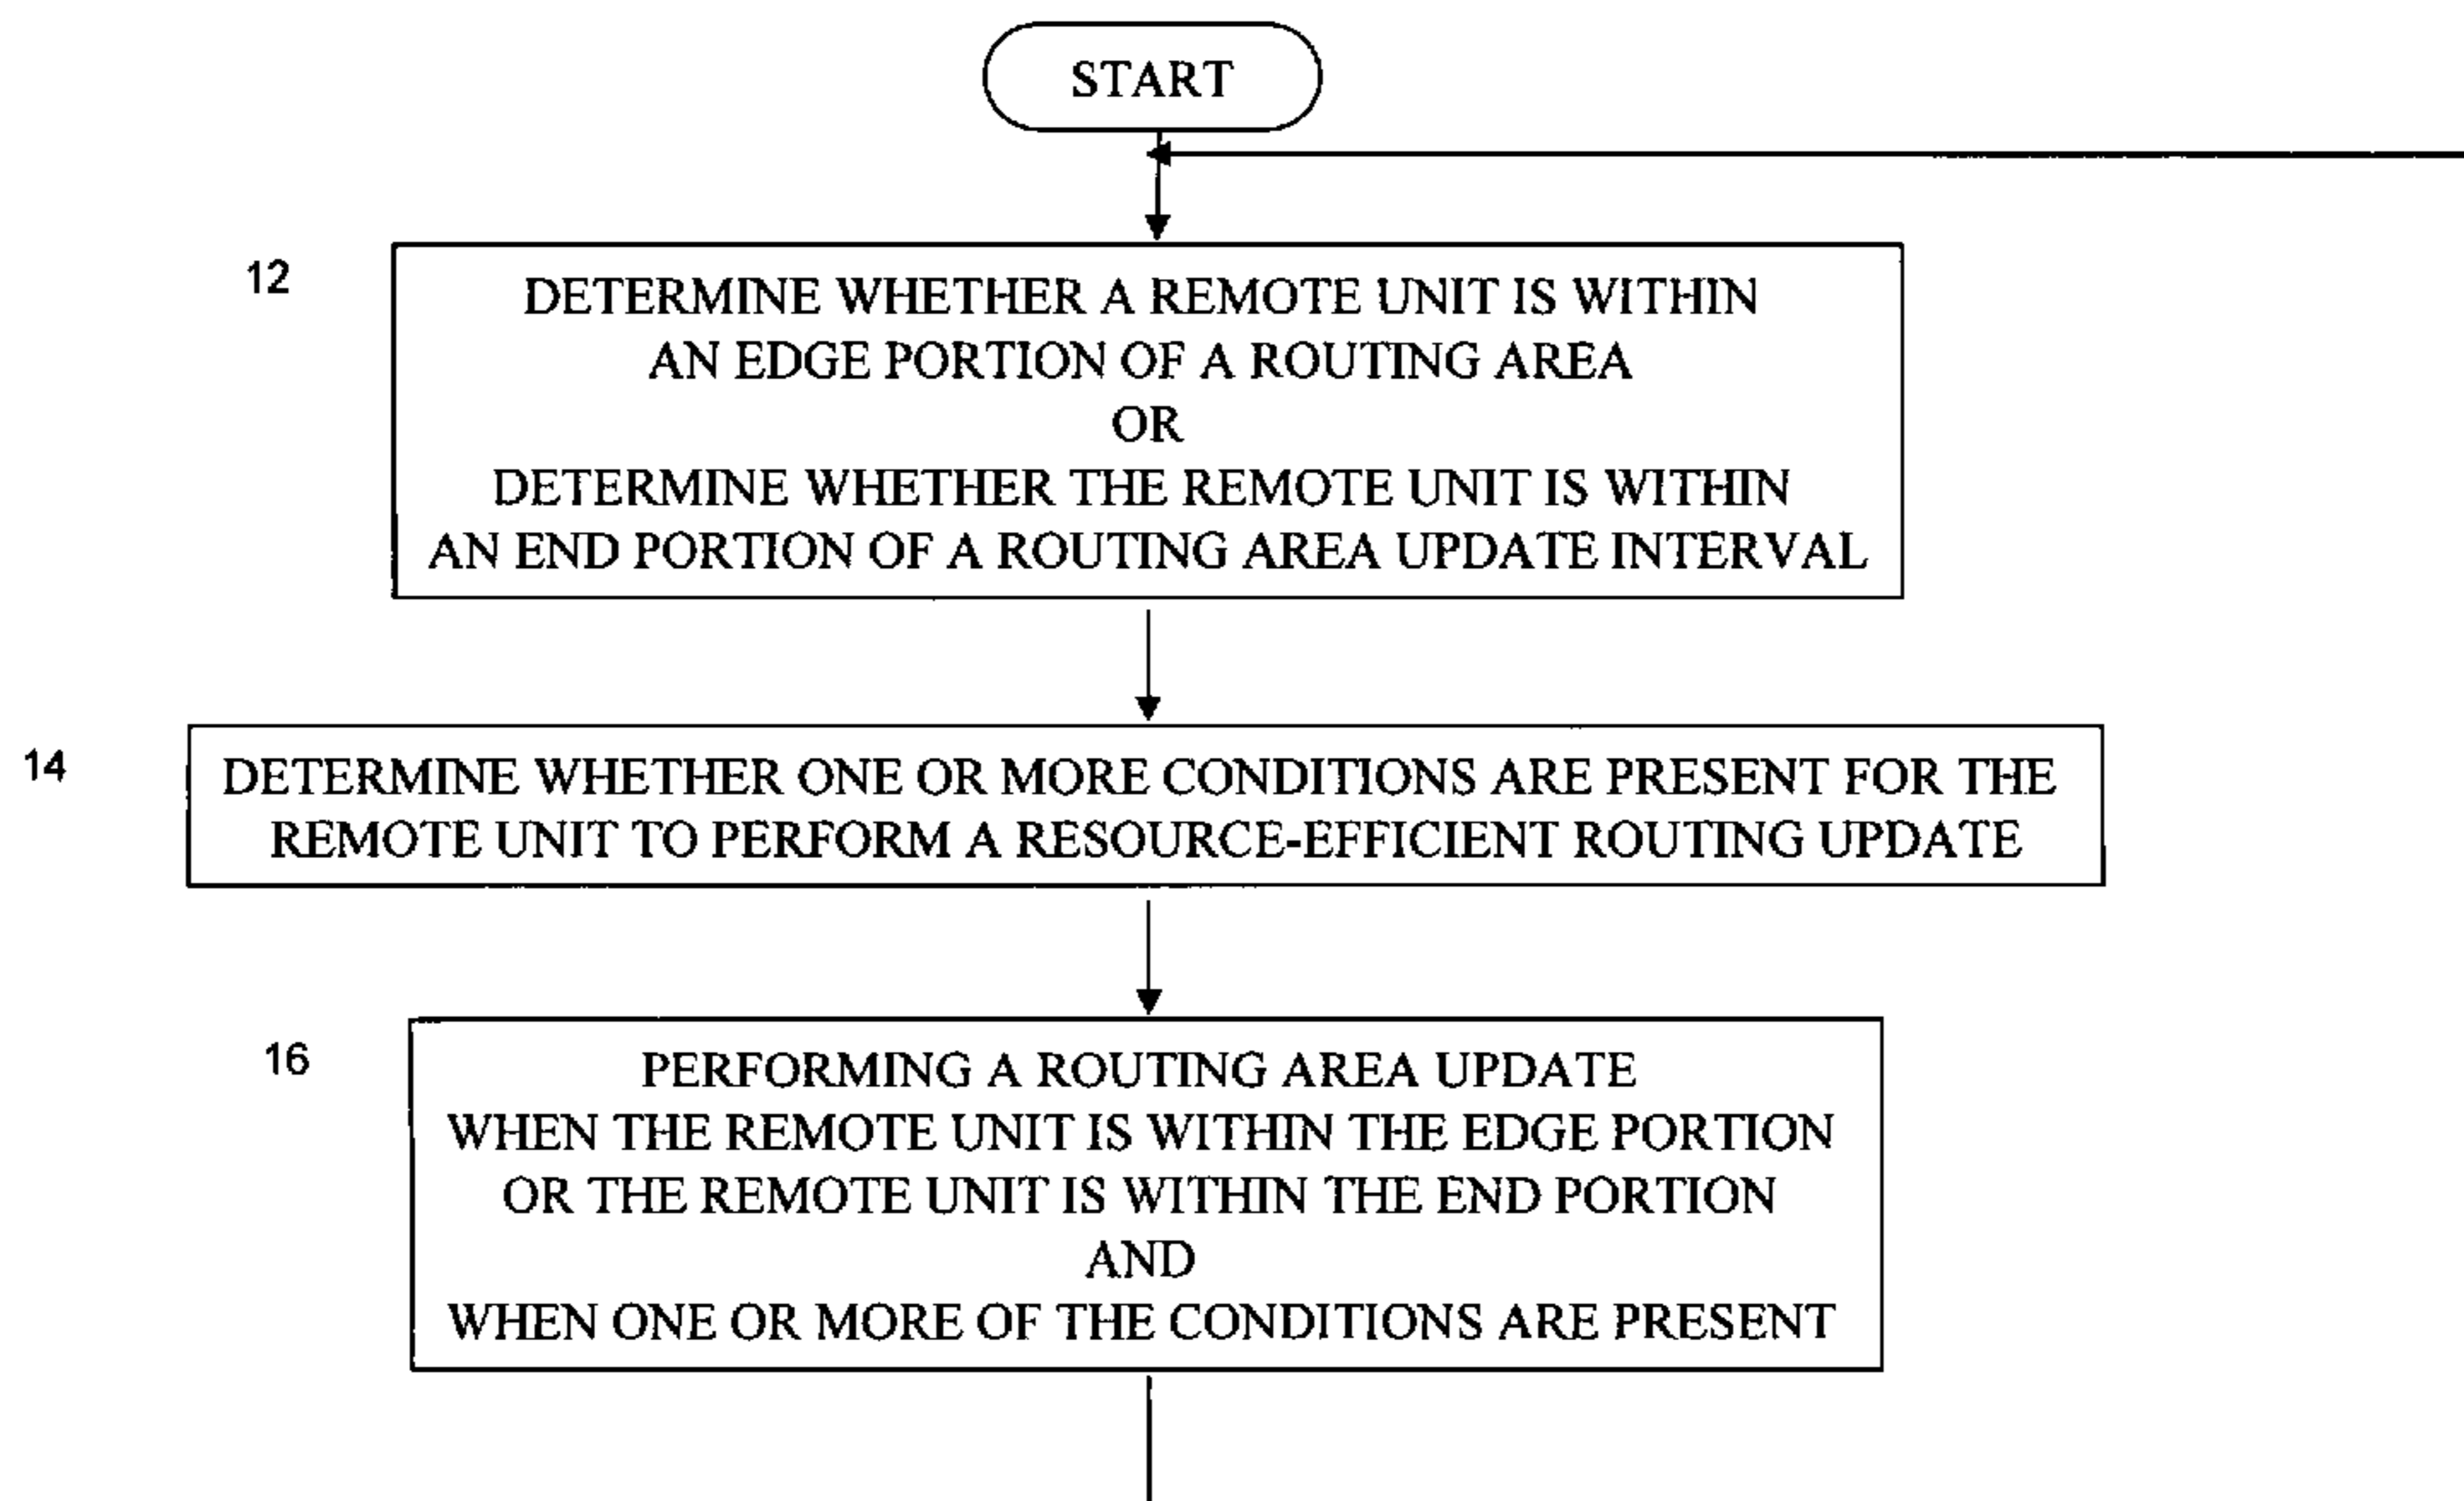 START
12
DETERMINE WHETHER A REMOTE UNIT IS WITHIN
AN EDGE PORTION OF A ROUTING AREA
OR
DETERMINE WHETHER THE REMOTE UNIT IS WITHIN
AN END PORTION OF A ROUTING AREA UPDATE INTERVAL
14
DETERMINE WHETHER ONE OR MORE CONDITIONS ARE PRESENT FOR THE
REMOTE UNIT TO PERFORM A RESOURCE-EFFICIENT ROUTING UPDATE
16
PERFORMING A ROUTING AREA UPDATE
WHEN THE REMOTE UNIT IS WITHIN THE EDGE PORTION
OR THE REMOTE UNIT IS WITHIN THE END PORTION
AND
WHEN ONE OR MORE OF THE CONDITIONS ARE PRESENT